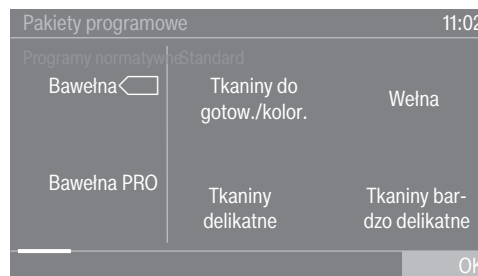 Pakiety programowe 11:02
Programy normatywne Standard
Bawełna
Tkaniny do
gotow./kolor.
Wełna
Bawełna PRO
Tkaniny
delikatne
Tkaniny bar-
dzo delikatne
OK